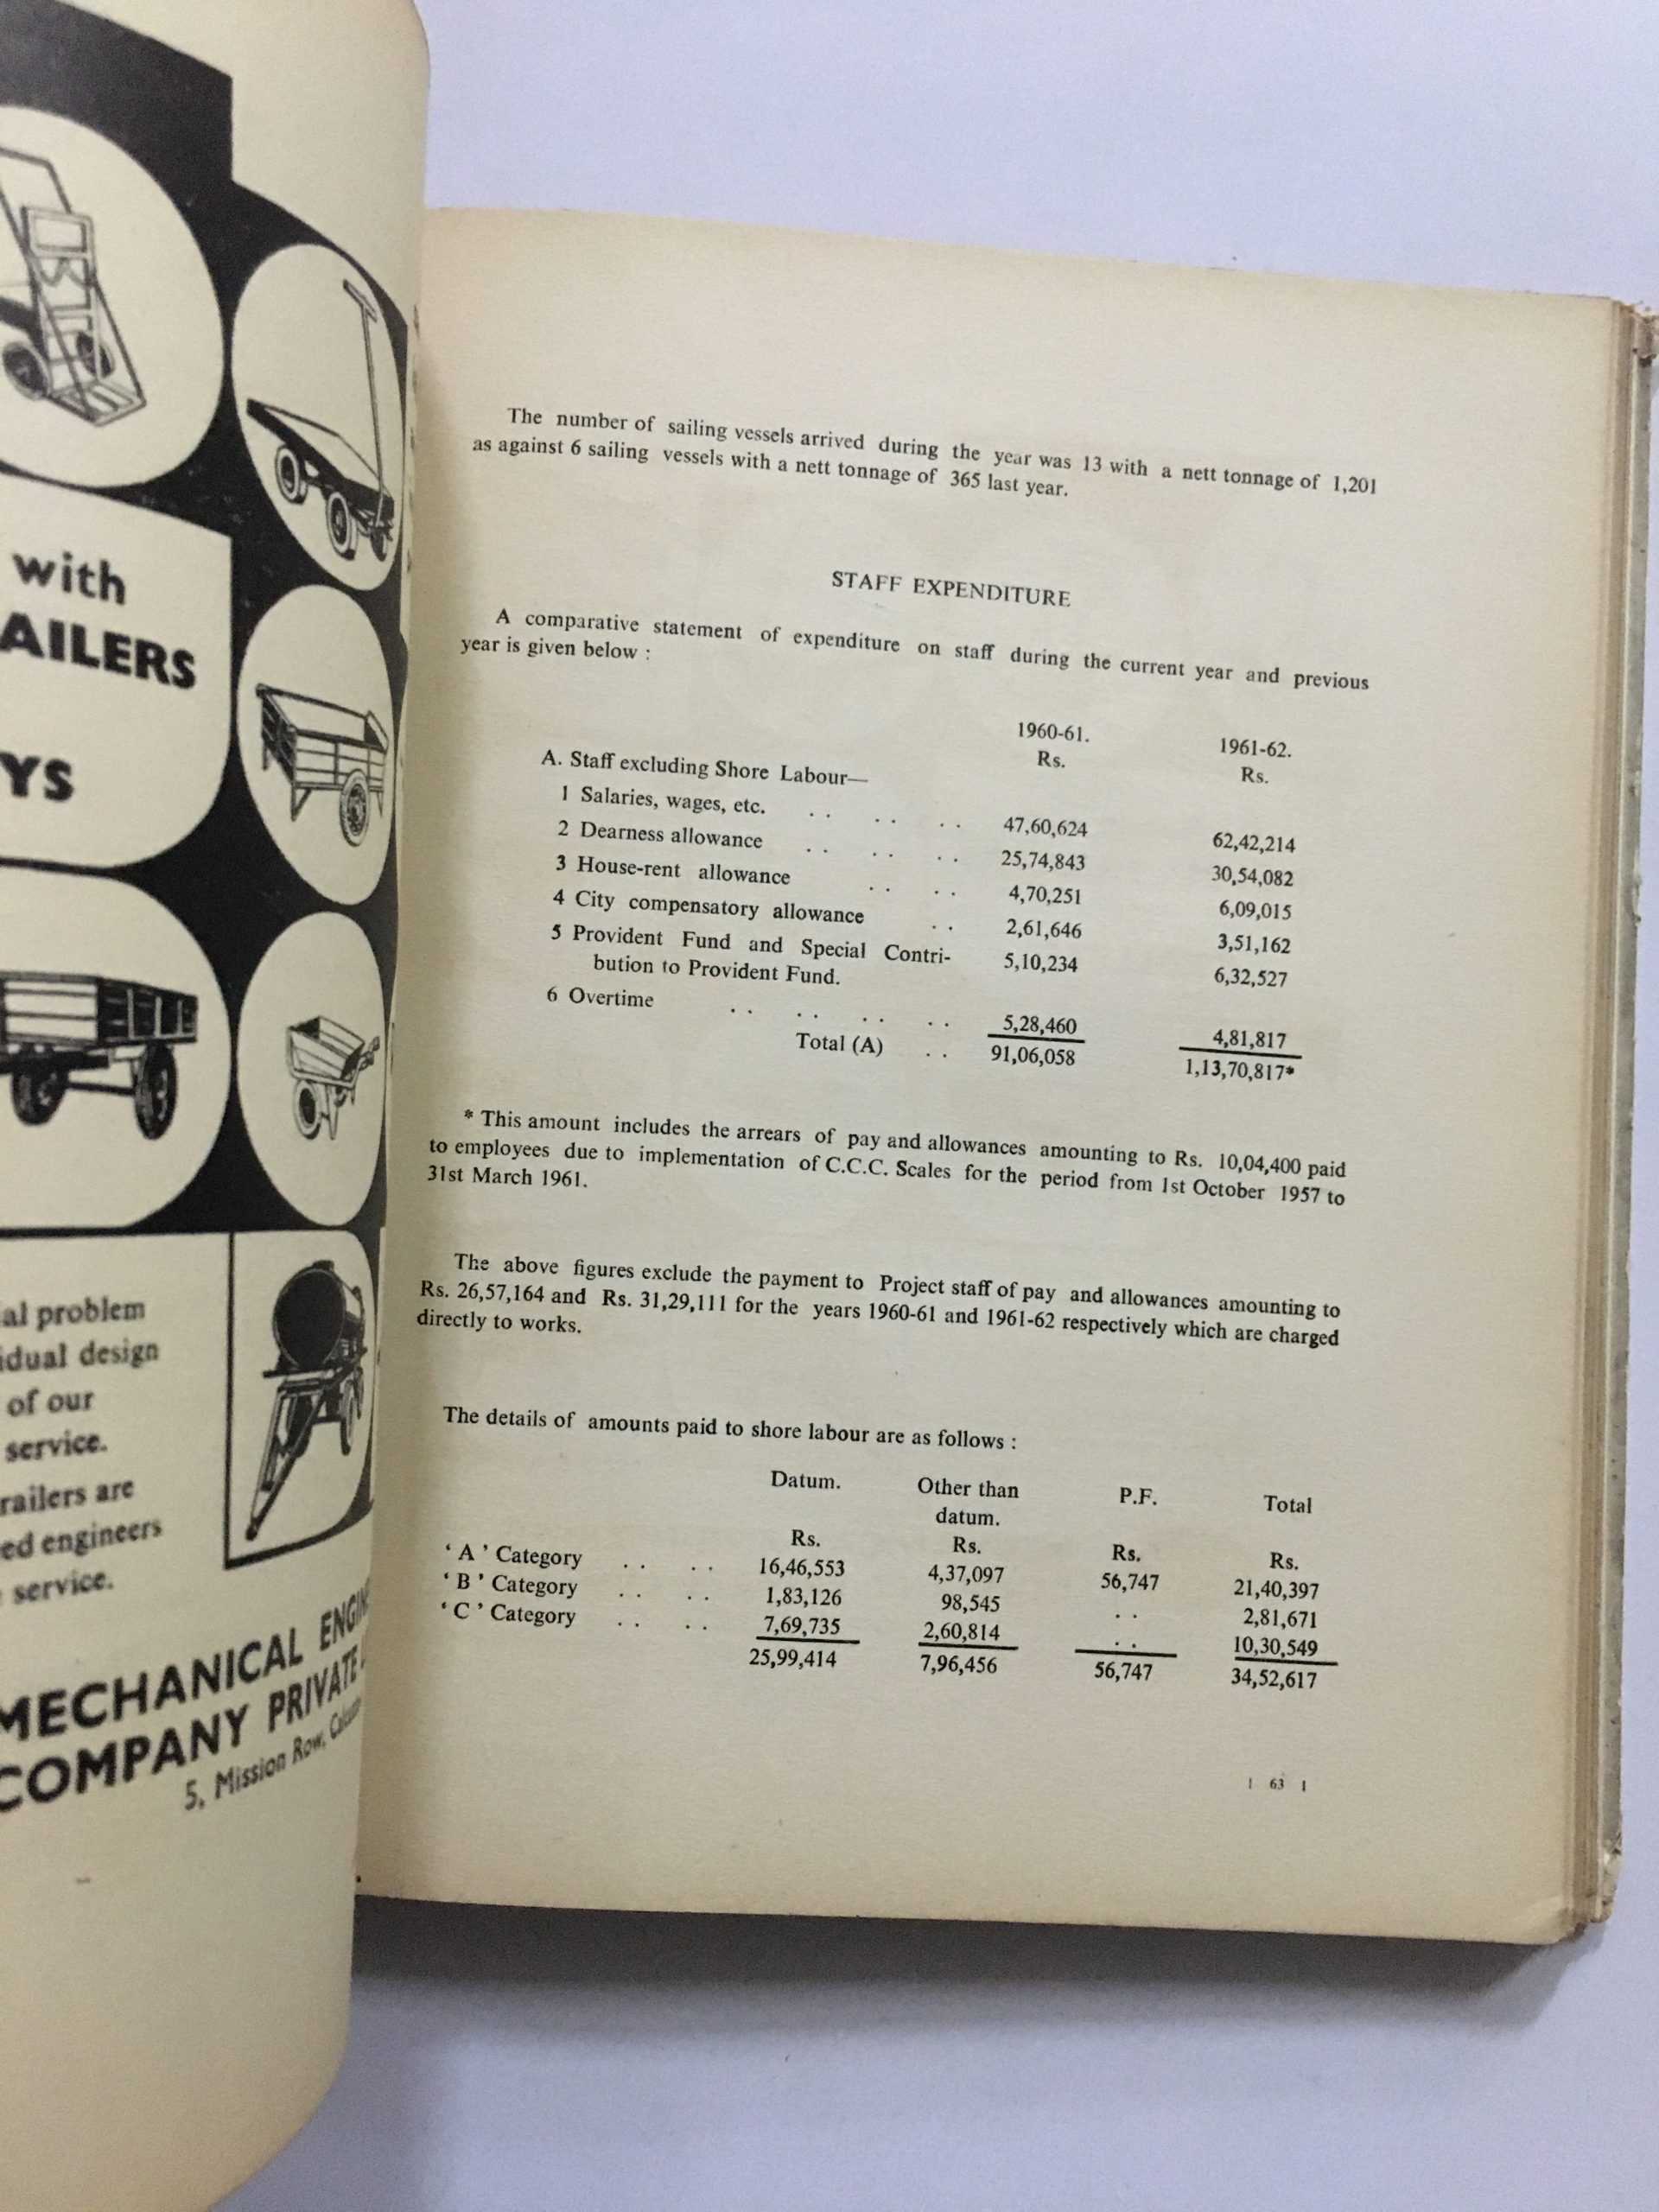 with
AILERS
YS
al problem
idual design
of our
service.
railers are
ed engineers
service.
MECHANICAL
COMPANY PRIVATE
5, Mission Row,
The number of sailing vessels arrived during the year was 13 with a nett tonnage of 1,201
as against 6 sailing vessels with a nett tonnage of 365 last year.
STAFF EXPENDITURE
A comparative statement of expenditure on staff during the current year and previous
year is given below :
1960-61. 1961-62.
Rs. Rs.
A. Staff excluding Shore Labour—
1 Salaries, wages, etc. .. .. .. 47,60,624 62,42,214
2 Dearness allowance .. .. .. 25,74,843 30,54,082
3 House-rent allowance .. .. 4,70,251 6,09,015
4 City compensatory allowance .. 2,61,646 3,51,162
5 Provident Fund and Special Contri- 5,10,234 6,32,527
bution to Provident Fund.
6 Overtime .. .. .. .. 5,28,460 4,81,817
Total (A) .. 91,06,058 1,13,70,817*
* This amount includes the arrears of pay and allowances amounting to Rs. 10,04,400 paid
to employees due to implementation of C.C.C. Scales for the period from 1st October 1957 to
31st March 1961.
The above figures exclude the payment to Project staff of pay and allowances amounting to
Rs. 26,57,164 and Rs. 31,29,111 for the years 1960-61 and 1961-62 respectively which are charged
directly to works.
The details of amounts paid to shore labour are as follows :
Datum. Other than P.F. Total
datum.
Rs. Rs. Rs. Rs.
‘ A ’ Category .. .. 16,46,553 4,37,097 56,747 21,40,397
‘ B ’ Category .. .. 1,83,126 98,545 .. 2,81,671
‘ C ’ Category .. .. 7,69,735 2,60,814 .. 10,30,549
25,99,414 7,96,456 56,747 34,52,617
| 63 |